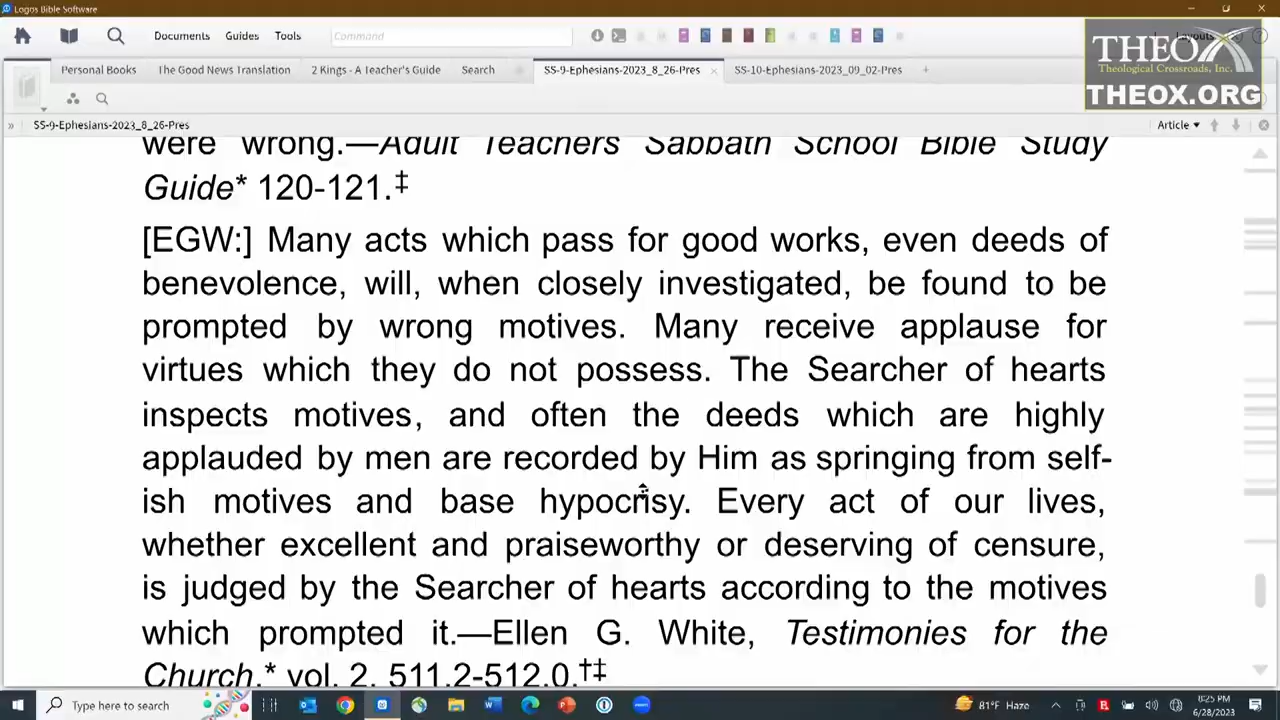 Logos Bible Software
Documents Guides Tools Command
THEOX
Theological Crossroads, Inc.
THEOX.ORG
Personal Books The Good News Translation 2 Kings - A Teacher's Guide SS-9-Ephesians-2023_8_26-Pres SS-10-Ephesians-2023_09_02-Pres
SS-9-Ephesians-2023_8_26-Pres Article
were wrong.—Adult Teachers Sabbath School Bible Study
Guide* 120-121.‡
[EGW:] Many acts which pass for good works, even deeds of
benevolence, will, when closely investigated, be found to be
prompted by wrong motives. Many receive applause for
virtues which they do not possess. The Searcher of hearts
inspects motives, and often the deeds which are highly
applauded by men are recorded by Him as springing from self-
ish motives and base hypocrisy. Every act of our lives,
whether excellent and praiseworthy or deserving of censure,
is judged by the Searcher of hearts according to the motives
which prompted it.—Ellen G. White, Testimonies for the
Church,* vol. 2, 511.2-512.0.†‡
Type here to search
81°F Haze
8:25 PM
6/28/2023